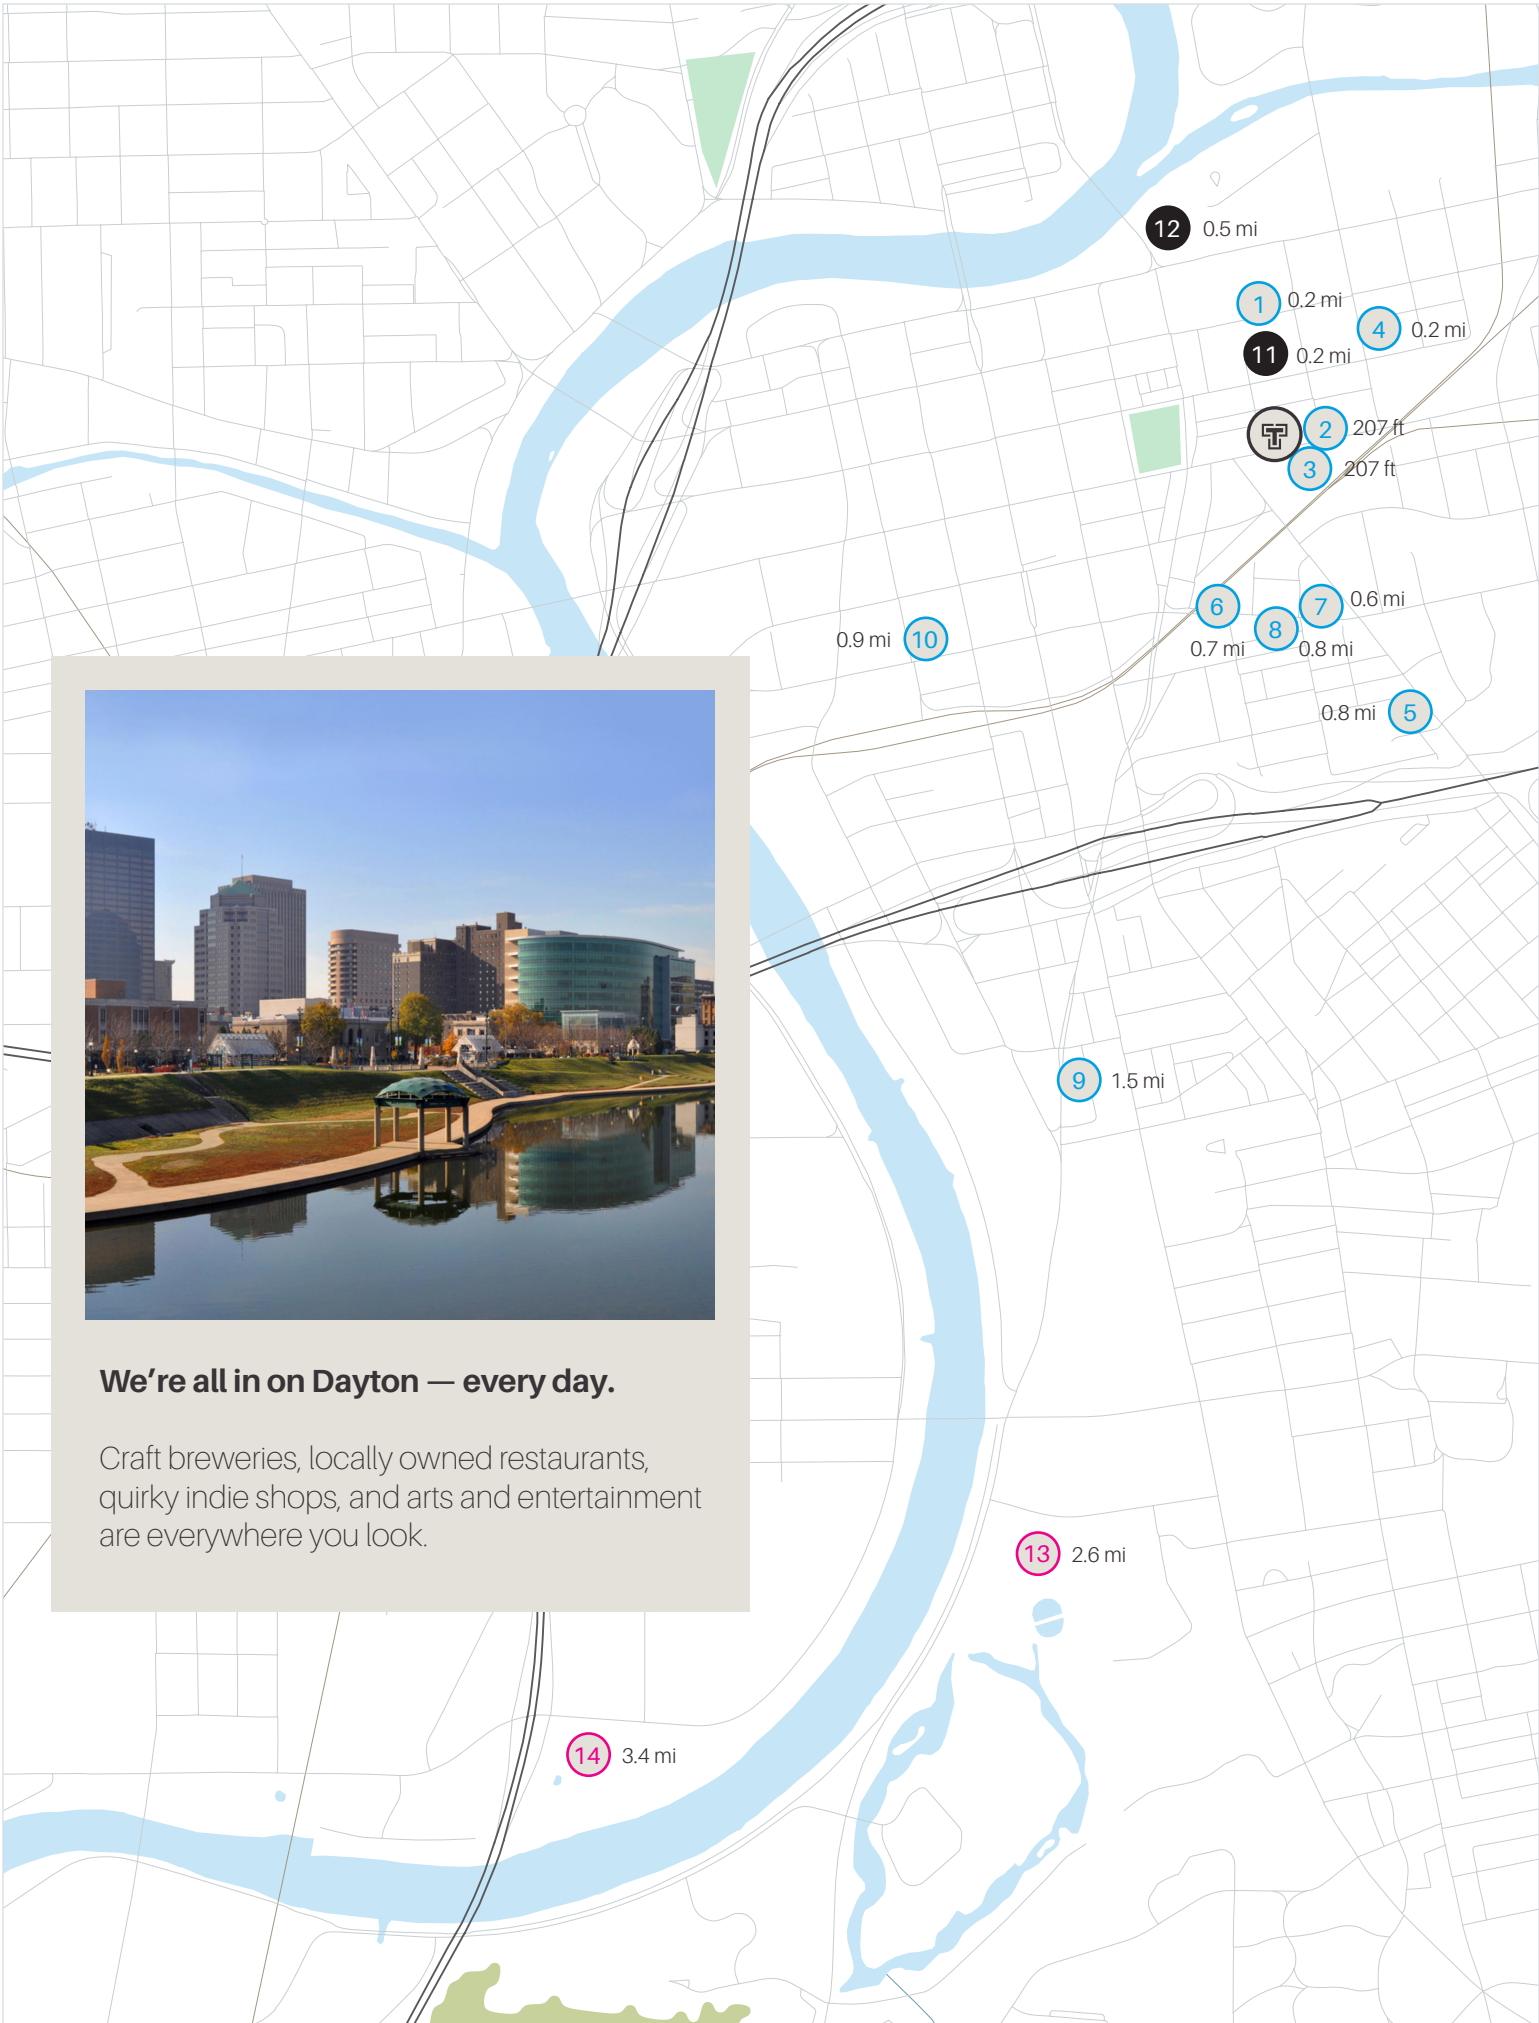 12 0.5 mi
1 0.2 mi
4 0.2 mi
11 0.2 mi
T 2 207 ft
3 207 ft
6 0.7 mi
7 0.6 mi
8 0.8 mi
0.9 mi 10
0.8 mi 5
9 1.5 mi
We’re all in on Dayton — every day.
Craft breweries, locally owned restaurants,
quirky indie shops, and arts and entertainment
are everywhere you look.
13 2.6 mi
14 3.4 mi